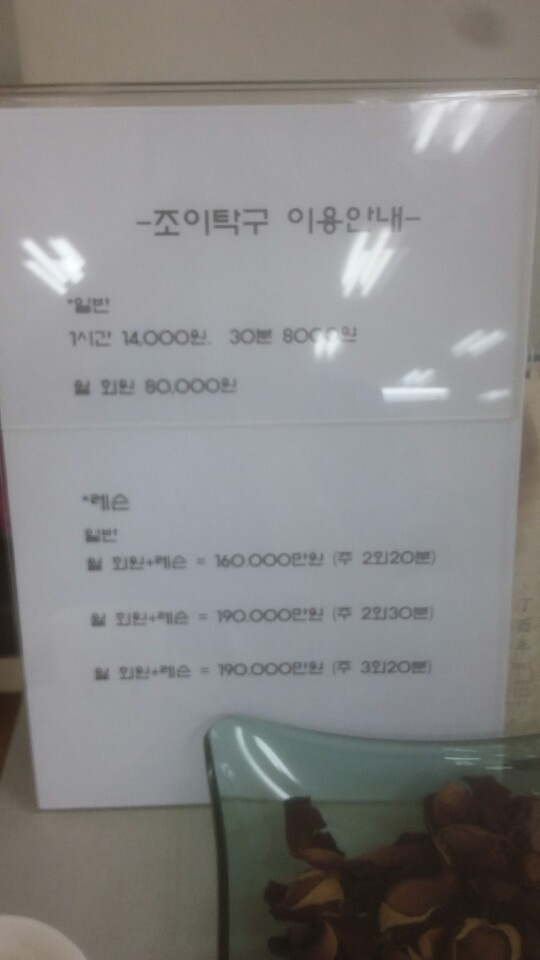 -조이탁구 이용안내-
*일반
1시간 14,000원. 30분 8000원
월 회원 80,000원
*레슨
일반
월 회원+레슨 = 160.000만원 (주 2회20분)
월 회원+레슨 = 190.000만원 (주 2회30분)
월 회원+레슨 = 190.000만원 (주 3회20분)